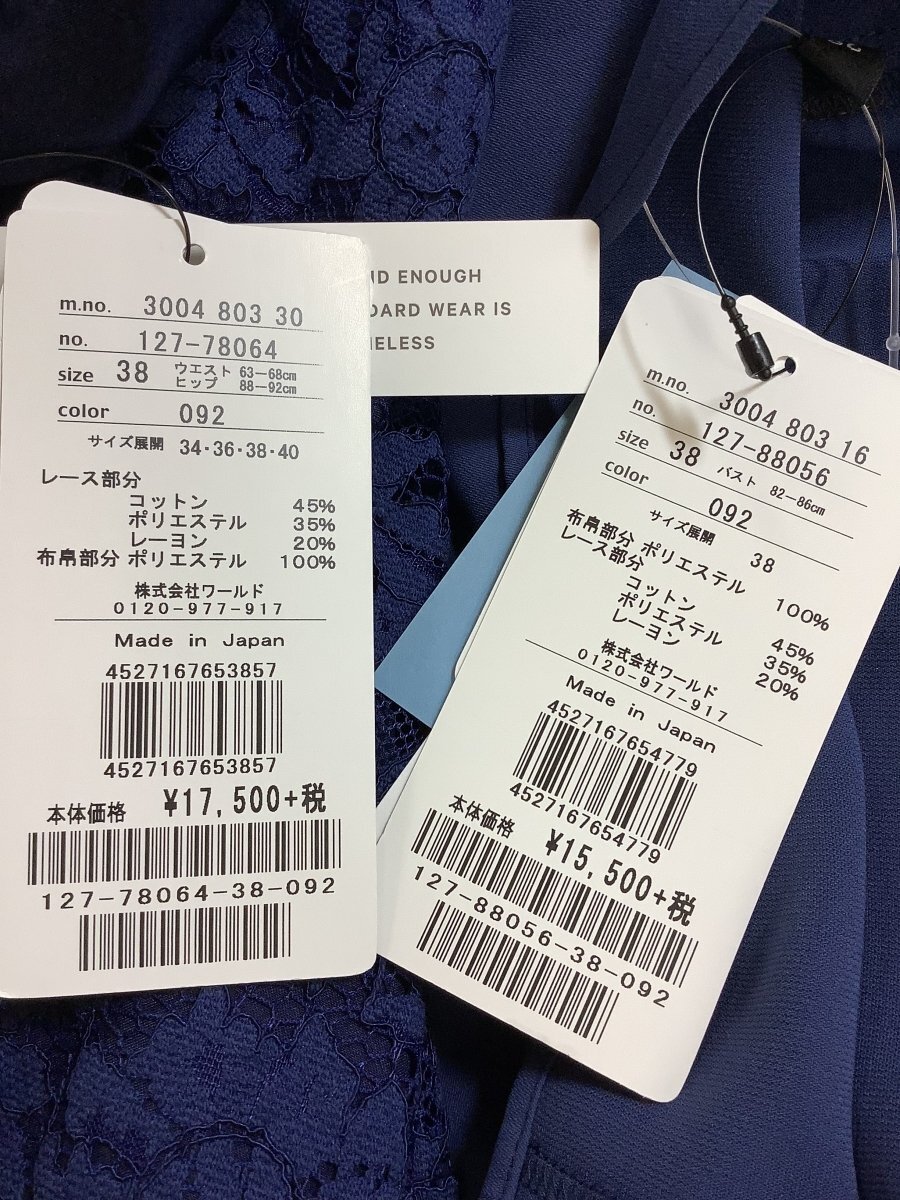 m.no. 3004 803 30
no. 127-78064
size 38 ウエスト 63-68cm
ヒップ 88-92cm
color 092
サイズ展開 34・36・38・40
レース部分
コットン 45%
ポリエステル 35%
レーヨン 20%
布帛部分 ポリエステル 100%
株式会社ワールド
0120-977-917
Made in Japan
4527167653857
4527167653857
本体価格 ¥17,500+税
127-78064-38-092
ND ENOUGH
DARD WEAR IS
ELESS
m.no. 3004 803 16
no. 127-88056
size 38 バスト 82-86cm
color 092
サイズ展開 38
布帛部分 ポリエステル 100%
レース部分
コットン 45%
ポリエステル 35%
レーヨン 20%
株式会社ワールド
0120-977-917
Made in Japan
4527167654779
4527167654779
本体価格 ¥15,500+税
127-88056-38-092